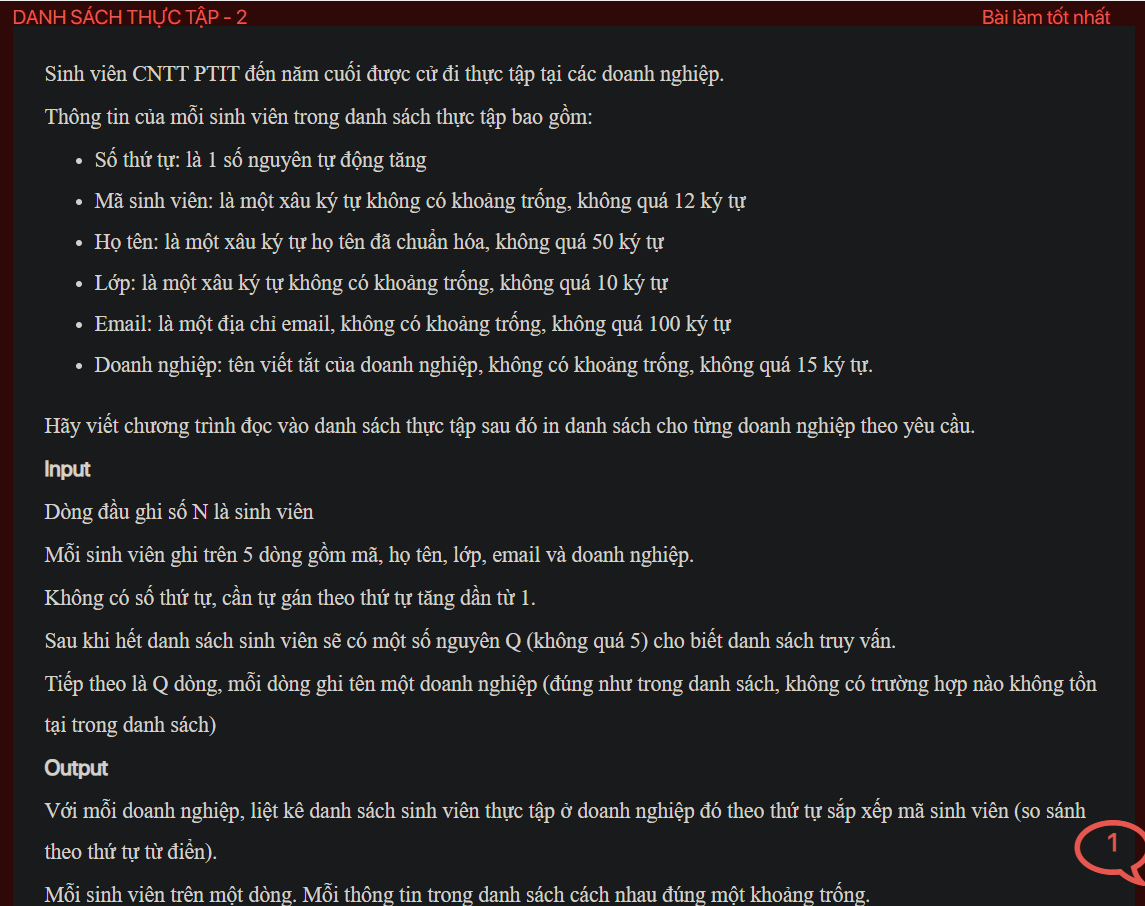 DANH SÁCH THỰC TẬP - 2
Bài làm tốt nhất
Sinh viên CNTT PTIT đến năm cuối được cử đi thực tập tại các doanh nghiệp.
Thông tin của mỗi sinh viên trong danh sách thực tập bao gồm:
• Số thứ tự: là 1 số nguyên tự động tăng
• Mã sinh viên: là một xâu ký tự không có khoảng trống, không quá 12 ký tự
• Họ tên: là một xâu ký tự họ tên đã chuẩn hóa, không quá 50 ký tự
• Lớp: là một xâu ký tự không có khoảng trống, không quá 10 ký tự
• Email: là một địa chỉ email, không có khoảng trống, không quá 100 ký tự
• Doanh nghiệp: tên viết tắt của doanh nghiệp, không có khoảng trống, không quá 15 ký tự.
Hãy viết chương trình đọc vào danh sách thực tập sau đó in danh sách cho từng doanh nghiệp theo yêu cầu.
Input
Dòng đầu ghi số N là sinh viên
Mỗi sinh viên ghi trên 5 dòng gồm mã, họ tên, lớp, email và doanh nghiệp.
Không có số thứ tự, cần tự gán theo thứ tự tăng dần từ 1.
Sau khi hết danh sách sinh viên sẽ có một số nguyên Q (không quá 5) cho biết danh sách truy vấn.
Tiếp theo là Q dòng, mỗi dòng ghi tên một doanh nghiệp (đúng như trong danh sách, không có trường hợp nào không tồn
tại trong danh sách)
Output
Với mỗi doanh nghiệp, liệt kê danh sách sinh viên thực tập ở doanh nghiệp đó theo thứ tự sắp xếp mã sinh viên (so sánh
theo thứ tự từ điển).
1
Mỗi sinh viên trên một dòng. Mỗi thông tin trong danh sách cách nhau đúng một khoảng trống.